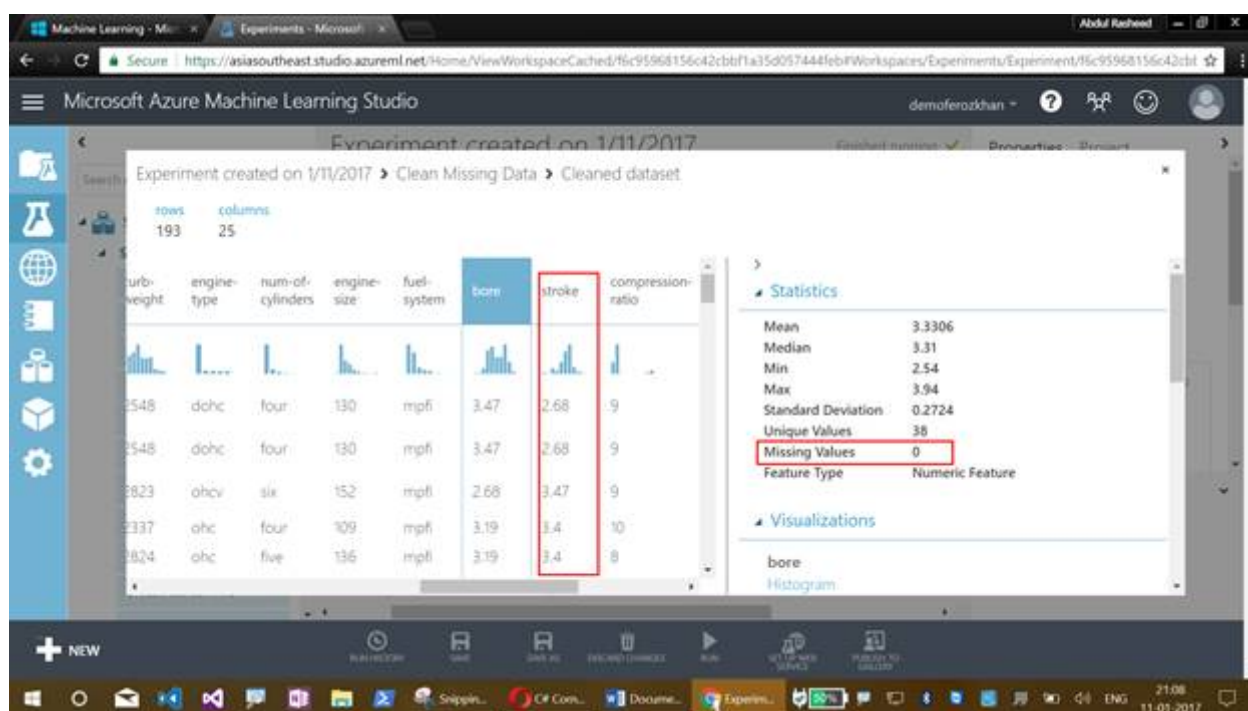 Machine Learning - Mic
Experiments - Microsoft
Abdul Rasheed
Secure https://asiasoutheast.studio.azureml.net/Home/ViewWorkspaceCached/
Microsoft Azure Machine Learning Studio
demoferozkhan
Experiment created on 1/11/2017
Finished running
Properties Project
Experiment created on 1/11/2017 > Clean Missing Data > Cleaned dataset
rows columns
193 25
curb-weight engine-type num-of-cylinders engine-size fuel-system bore stroke compression-ratio
2548 dohc four 130 mpfi 3.47 2.68 9
2548 dohc four 130 mpfi 3.47 2.68 9
2823 ohcv six 152 mpfi 2.68 3.47 9
2337 ohc four 109 mpfi 3.19 3.4 10
2824 ohc five 136 mpfi 3.19 3.4 8
Statistics
Mean 3.3306
Median 3.31
Min 2.54
Max 3.94
Standard Deviation 0.2724
Unique Values 38
Missing Values 0
Feature Type Numeric Feature
Visualizations
bore
Histogram
NEW
RUN HISTORY
SAVE
SAVE AS
DISCARD CHANGES
RUN
SET UP WEB SERVICE
PUBLISH TO GALLERY
Snippin...
C# Com...
Docume...
Experim...
50%
ENG
21:08
11-01-2017